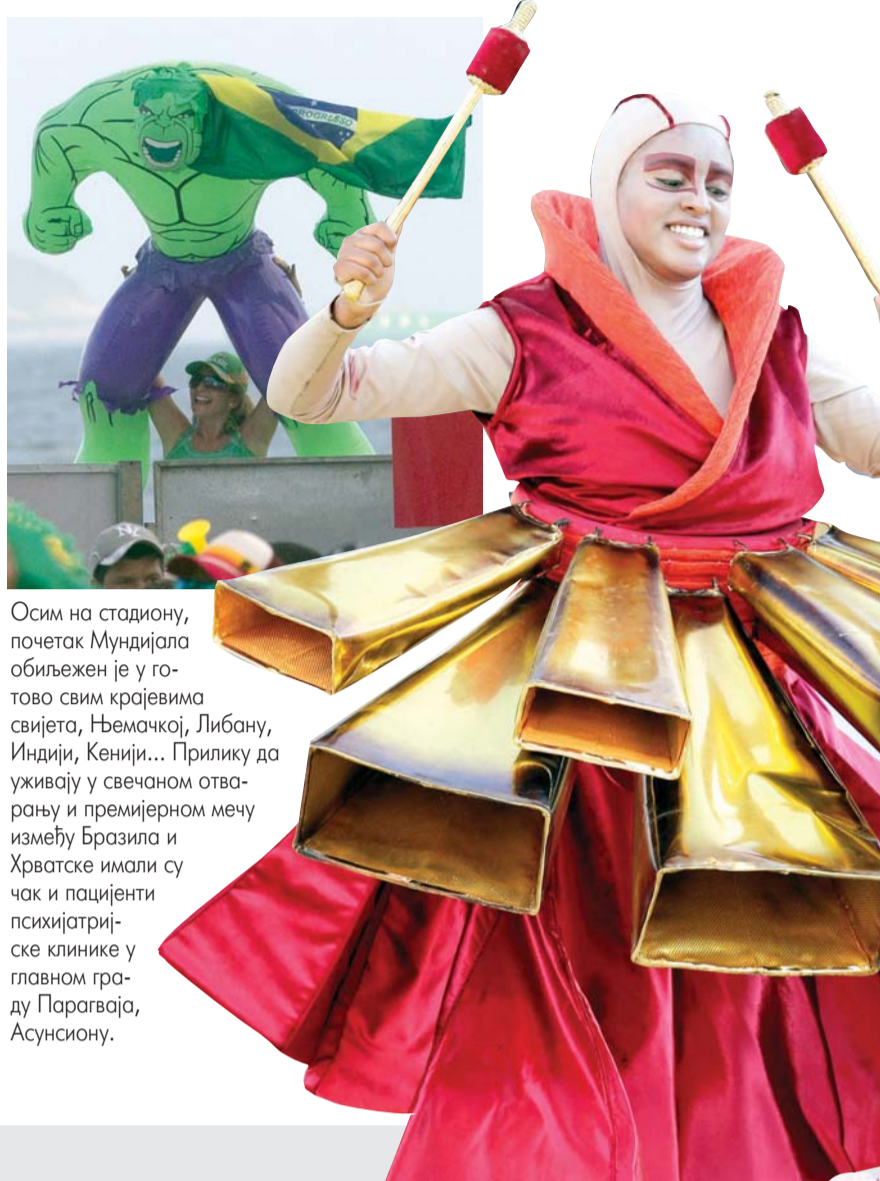 PROGRESSO
Осим на стадиону,
почетак Мундијала
обиљежен је у го-
тово свим крајевима
свијета, Њемачкој, Либану,
Индији, Кенији... Прилику да
уживају у свечаном отва-
рању и премијерном мечу
између Бразила и
Хрватске имали су
чак и пацијенти
психијатриј-
ске клинике у
главном гра-
ду Парагваја,
Асунсиону.